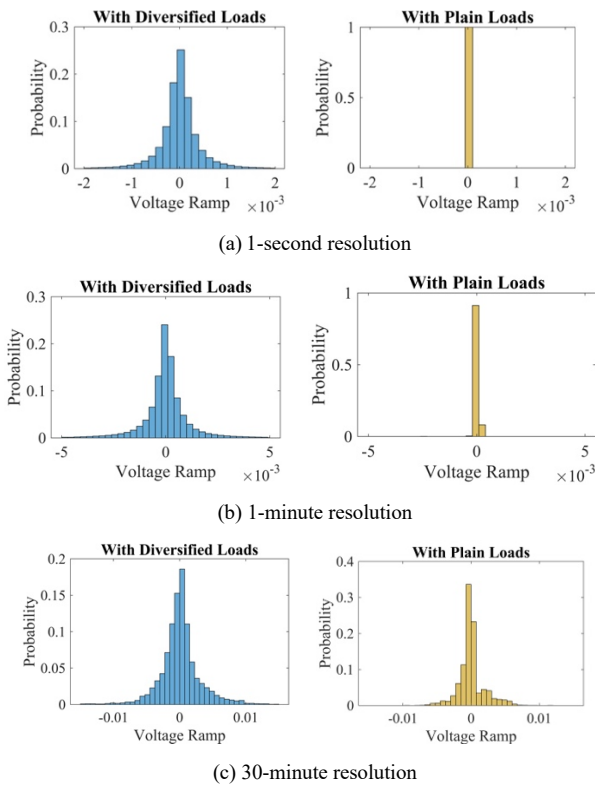 With Diversified Loads
With Plain Loads
0.3
0.2
0.1
0
Probability
-2 -1 0 1 2
Voltage Ramp ×10-3
1
0.5
0
Probability
-2 -1 0 1 2
Voltage Ramp ×10-3
(a) 1-second resolution
With Diversified Loads
With Plain Loads
0.3
0.2
0.1
0
Probability
-5 0 5
Voltage Ramp ×10-3
1
0.5
0
Probability
-5 0 5
Voltage Ramp ×10-3
(b) 1-minute resolution
With Diversified Loads
With Plain Loads
0.2
0.15
0.1
0.05
0
Probability
-0.01 0 0.01
Voltage Ramp
0.4
0.3
0.2
0.1
0
Probability
-0.01 0 0.01
Voltage Ramp
(c) 30-minute resolution